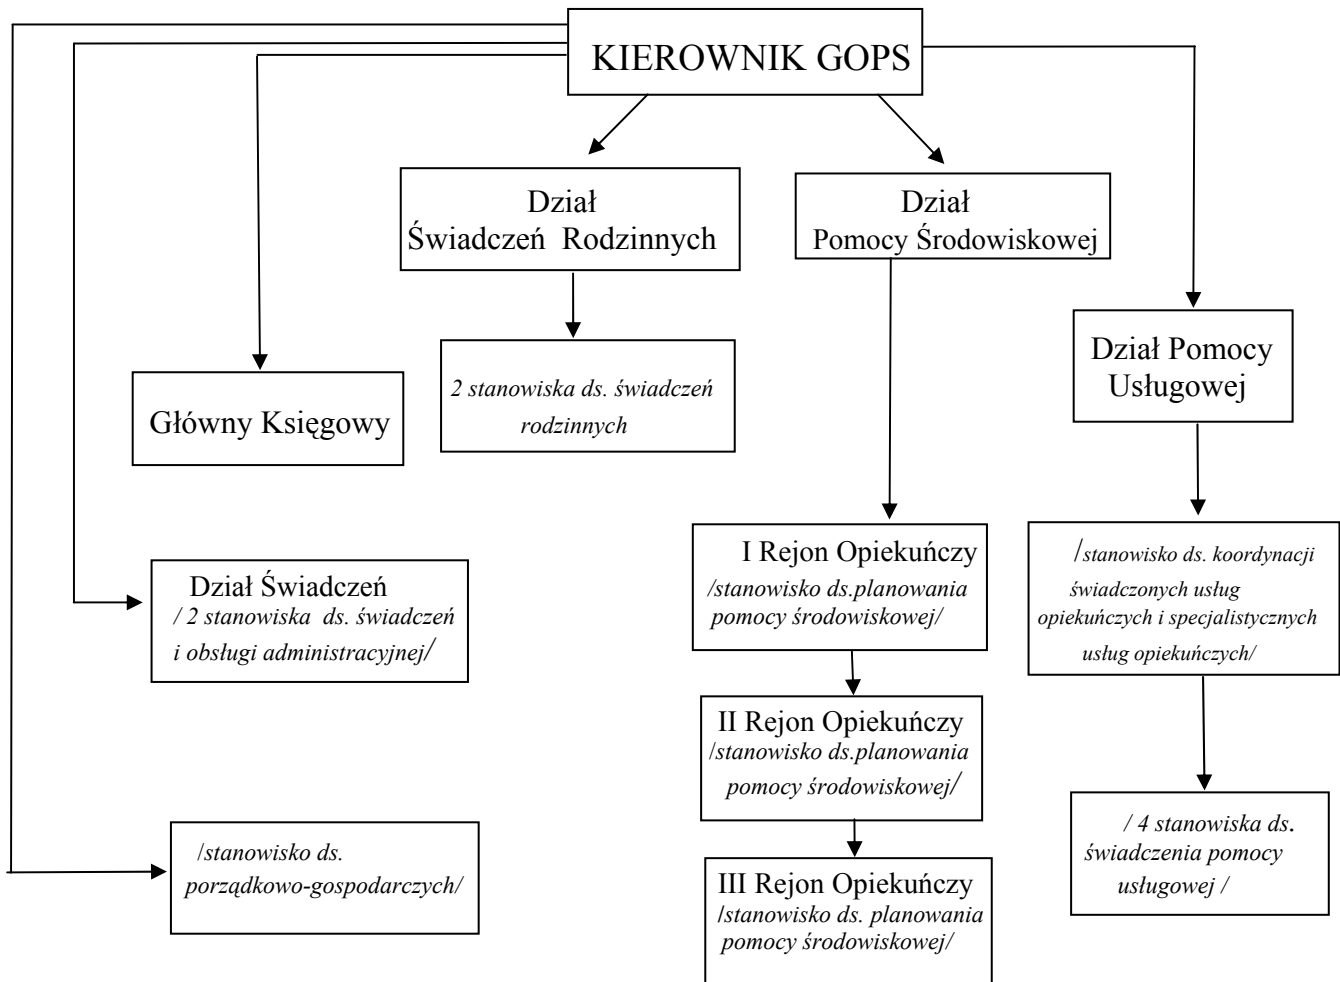 KIEROWNIK GOPS
Dział
Świadczeń Rodzinnych
Dział
Pomocy Środowiskowej
2 stanowiska ds. świadczeń
rodzinnych
Dział Pomocy
Usługowej
Główny Księgowy
I Rejon Opiekuńczy
/stanowisko ds.planowania
pomocy środowiskowej/
/stanowisko ds. koordynacji
świadczonych usług
opiekuńczych i specjalistycznych
usług opiekuńczych/
Dział Świadczeń
/ 2 stanowiska ds. świadczeń
i obsługi administracyjnej/
II Rejon Opiekuńczy
/stanowisko ds.planowania
pomocy środowiskowej/
/ 4 stanowiska ds.
świadczenia pomocy
usługowej /
/stanowisko ds.
porządkowo-gospodarczych/
III Rejon Opiekuńczy
/stanowisko ds. planowania
pomocy środowiskowej/